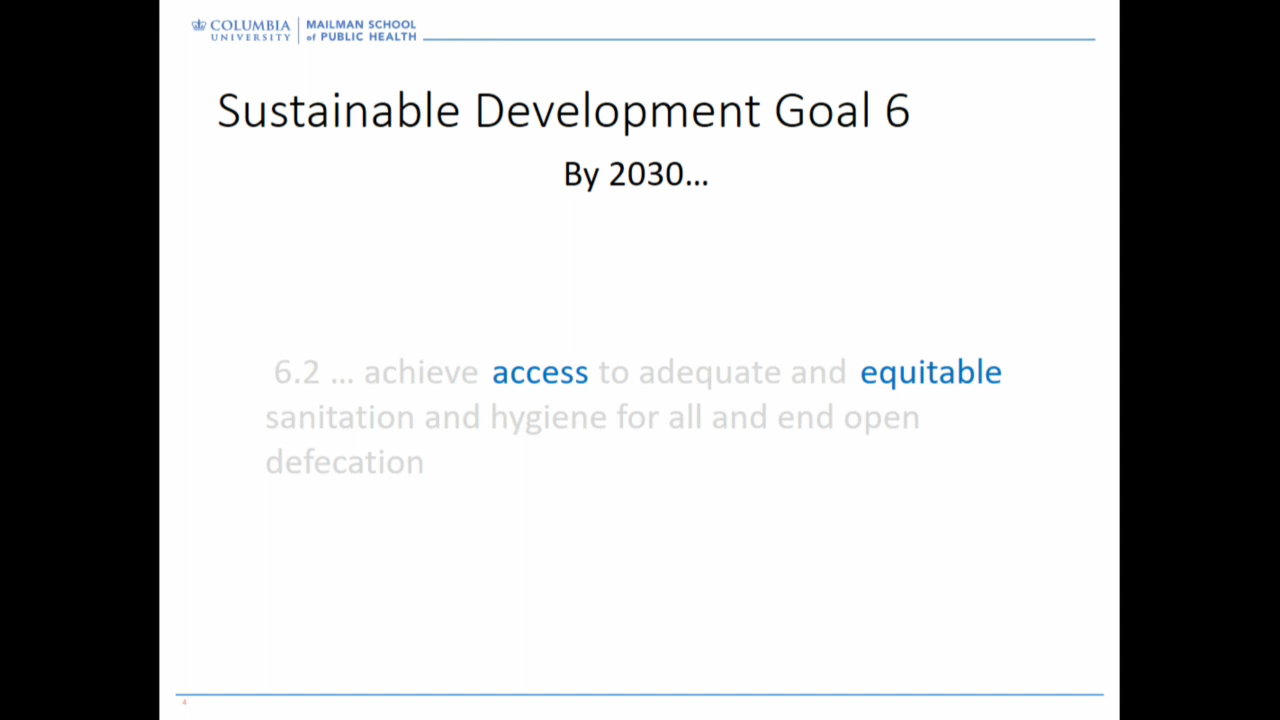 COLUMBIA UNIVERSITY
MAILMAN SCHOOL of PUBLIC HEALTH
Sustainable Development Goal 6
By 2030...
6.2 ... achieve access to adequate and equitable
sanitation and hygiene for all and end open
defecation
4